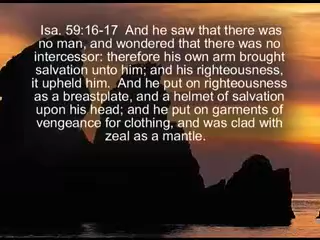 Isa. 59:16-17  And he saw that there was
no man, and wondered that there was no
intercessor: therefore his own arm brought
salvation unto him; and his righteousness,
it upheld him.  And he put on righteousness
as a breastplate, and a helmet of salvation
upon his head; and he put on garments of
vengeance for clothing, and was clad with
zeal as a mantle.